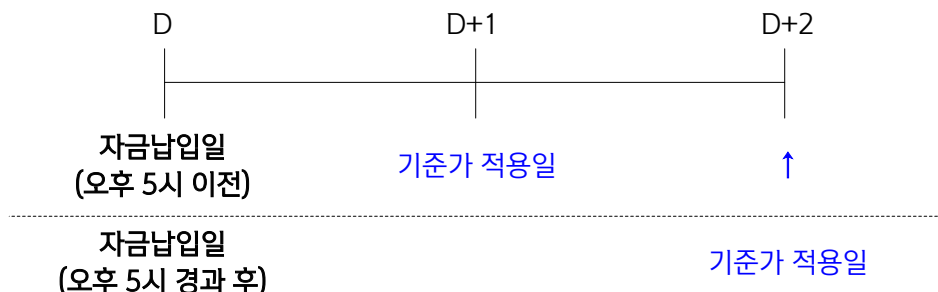 D D+1 D+2
자금납입일
(오후 5시 이전)
기준가 적용일
↑
자금납입일
(오후 5시 경과 후)
기준가 적용일